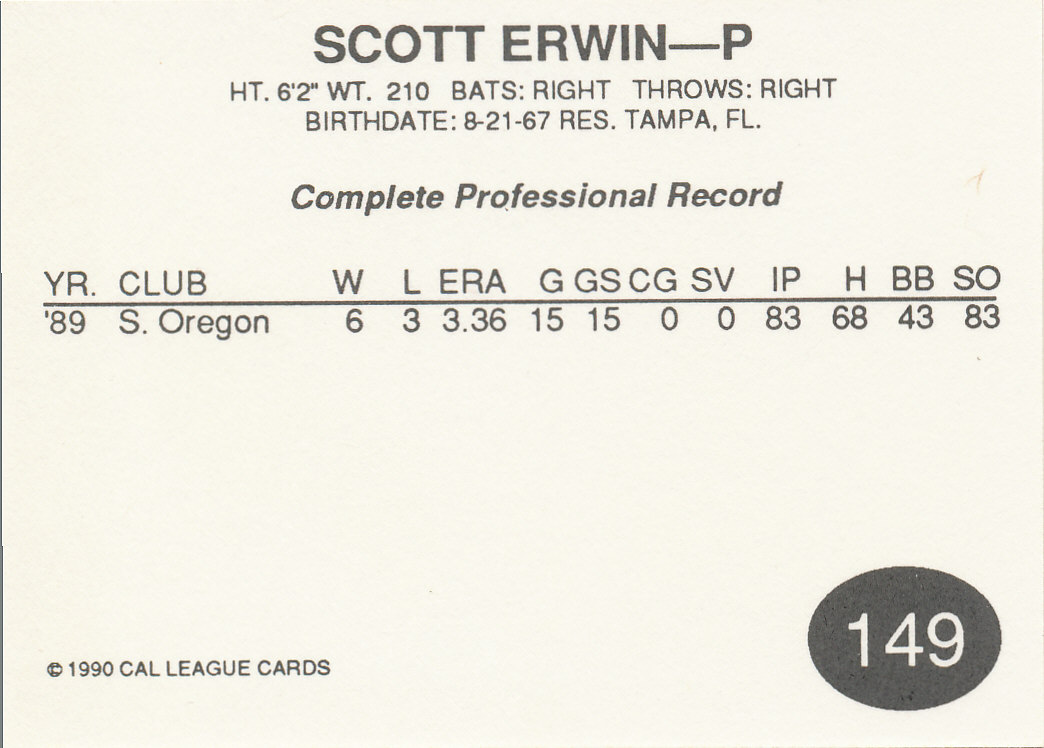 SCOTT ERWIN—P
HT. 6'2" WT. 210 BATS: RIGHT THROWS: RIGHT
BIRTHDATE: 8-21-67 RES. TAMPA, FL.
Complete Professional Record
YR. CLUB W L ERA G GS CG SV IP H BB SO
'89 S. Oregon 6 3 3.36 15 15 0 0 83 68 43 83
149
© 1990 CAL LEAGUE CARDS